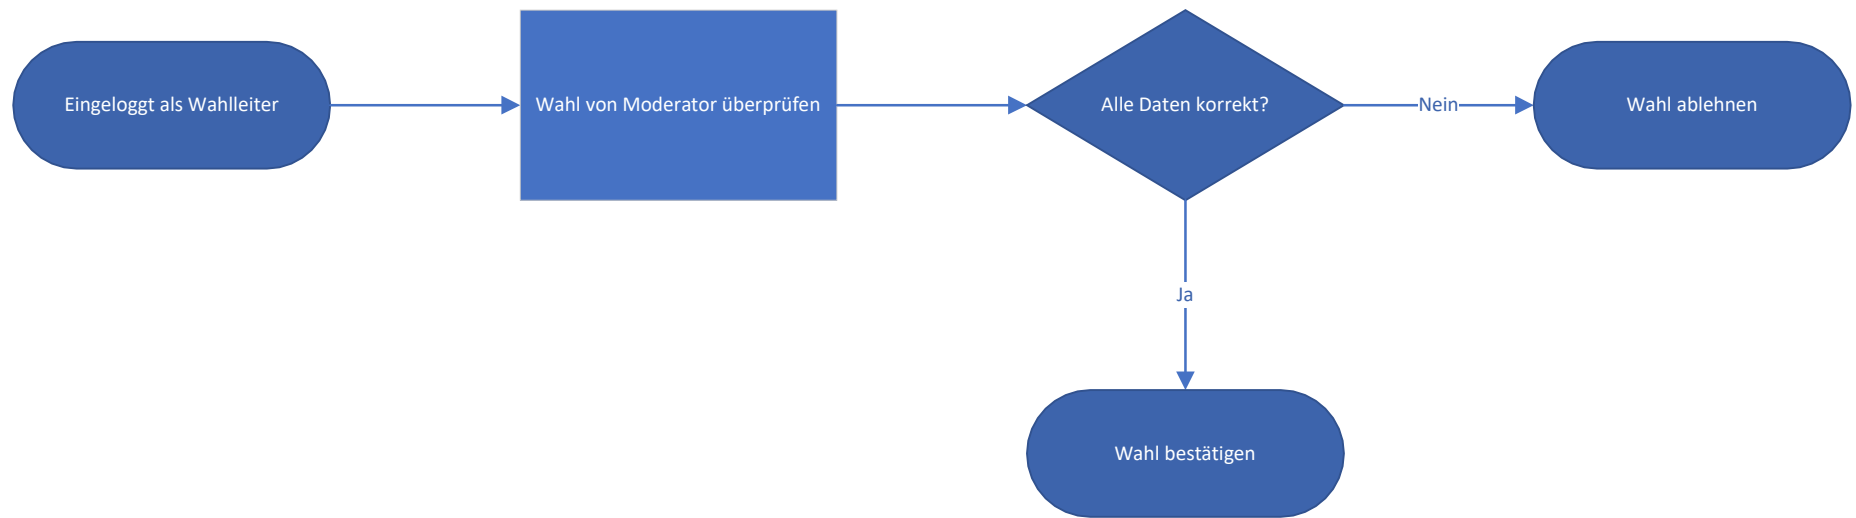 Eingeloggt als Wahlleiter
Wahl von Moderator überprüfen
Alle Daten korrekt?
Nein
Wahl ablehnen
Ja
Wahl bestätigen